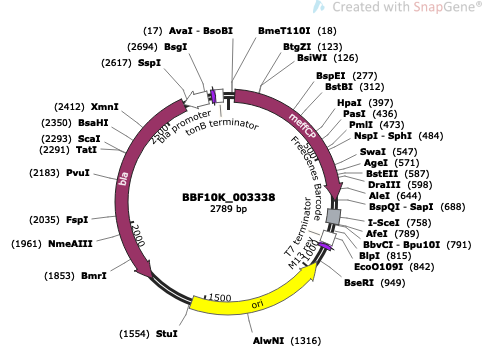 Created with SnapGene®
(17) AvaI - BsoBI
BmeT110I (18)
(2694) BsgI
BtgZI (123)
(2617) SspI
BsiWI (126)
BspEI (277)
BstBI (312)
(2412) XmnI
HpaI (397)
(2350) BsaHI
PasI (436)
(2293) ScaI
PmlI (473)
(2291) TatI
NspI - SphI (484)
SwaI (547)
(2183) PvuI
AgeI (571)
BstEII (587)
DraIII (598)
AleI (644)
(2035) FspI
BspQI - SapI (688)
(1961) NmeAIII
I-SceI (758)
AfeI (789)
BbvCI - Bpu10I (791)
(1853) BmrI
BlpI (815)
EcoO109I (842)
BseRI (949)
(1554) StuI
AlwNI (1316)
bla promoter
tonB terminator
meffCP
FreeGenes Barcode
T7 terminator
M13 rev
ori
bla
500
1000
1500
2000
2500
BBF10K_003338
2789 bp